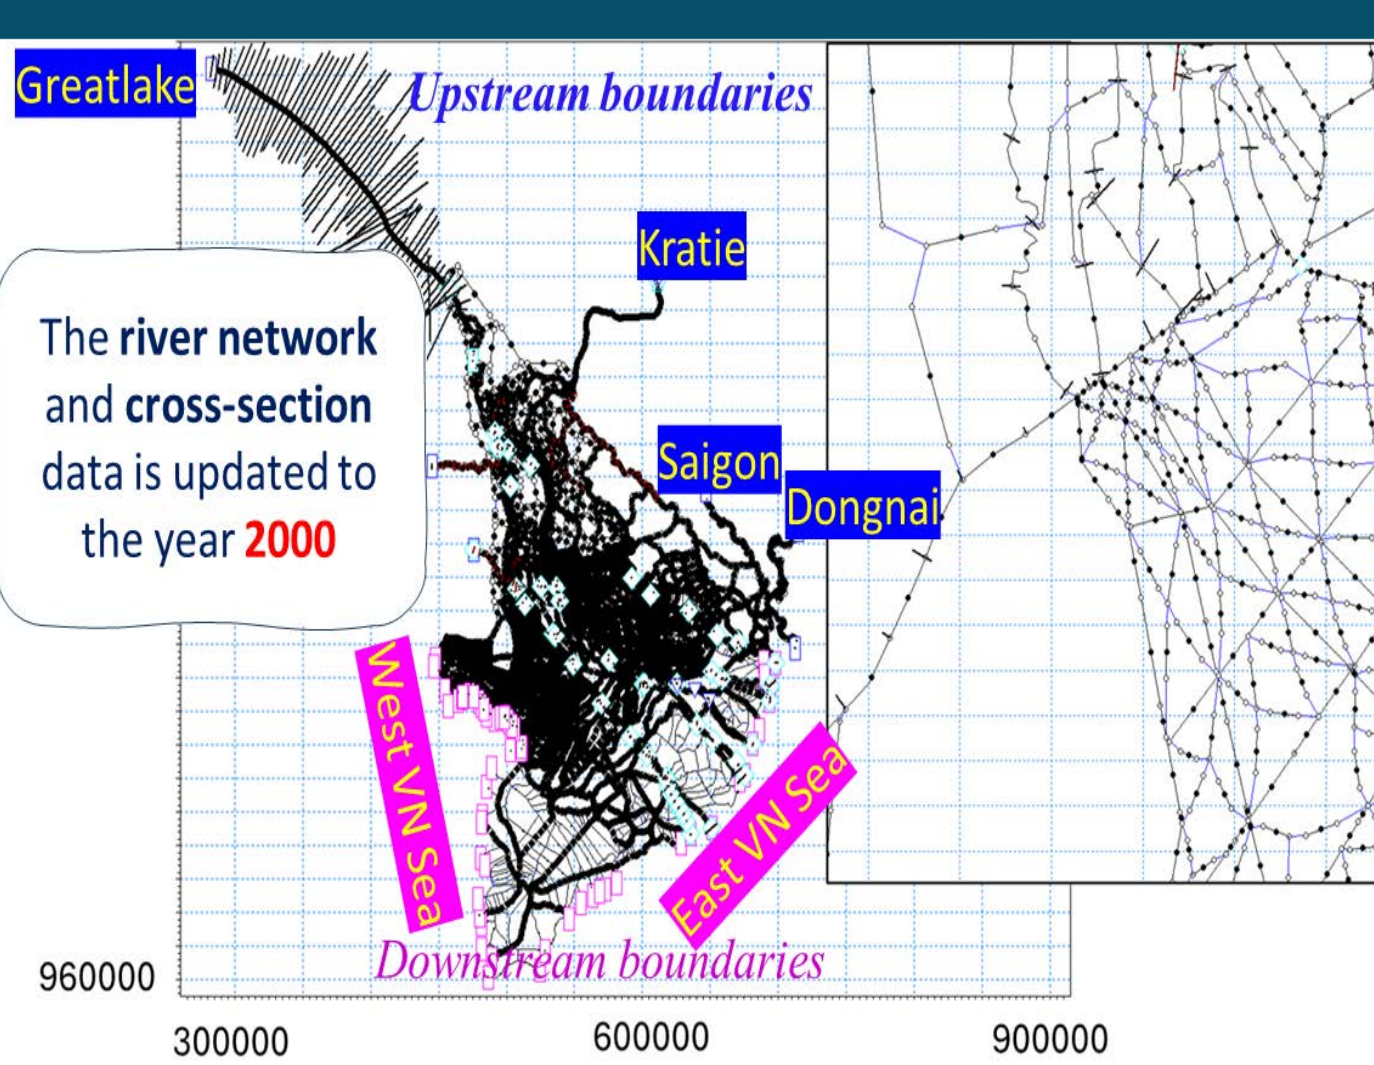 Greatlake
Upstream boundaries
Kratie
The river network
and cross-section
data is updated to
the year 2000
Saigon
Dongnai
West VN Sea
East VN Sea
Downstream boundaries
960000
300000
600000
900000